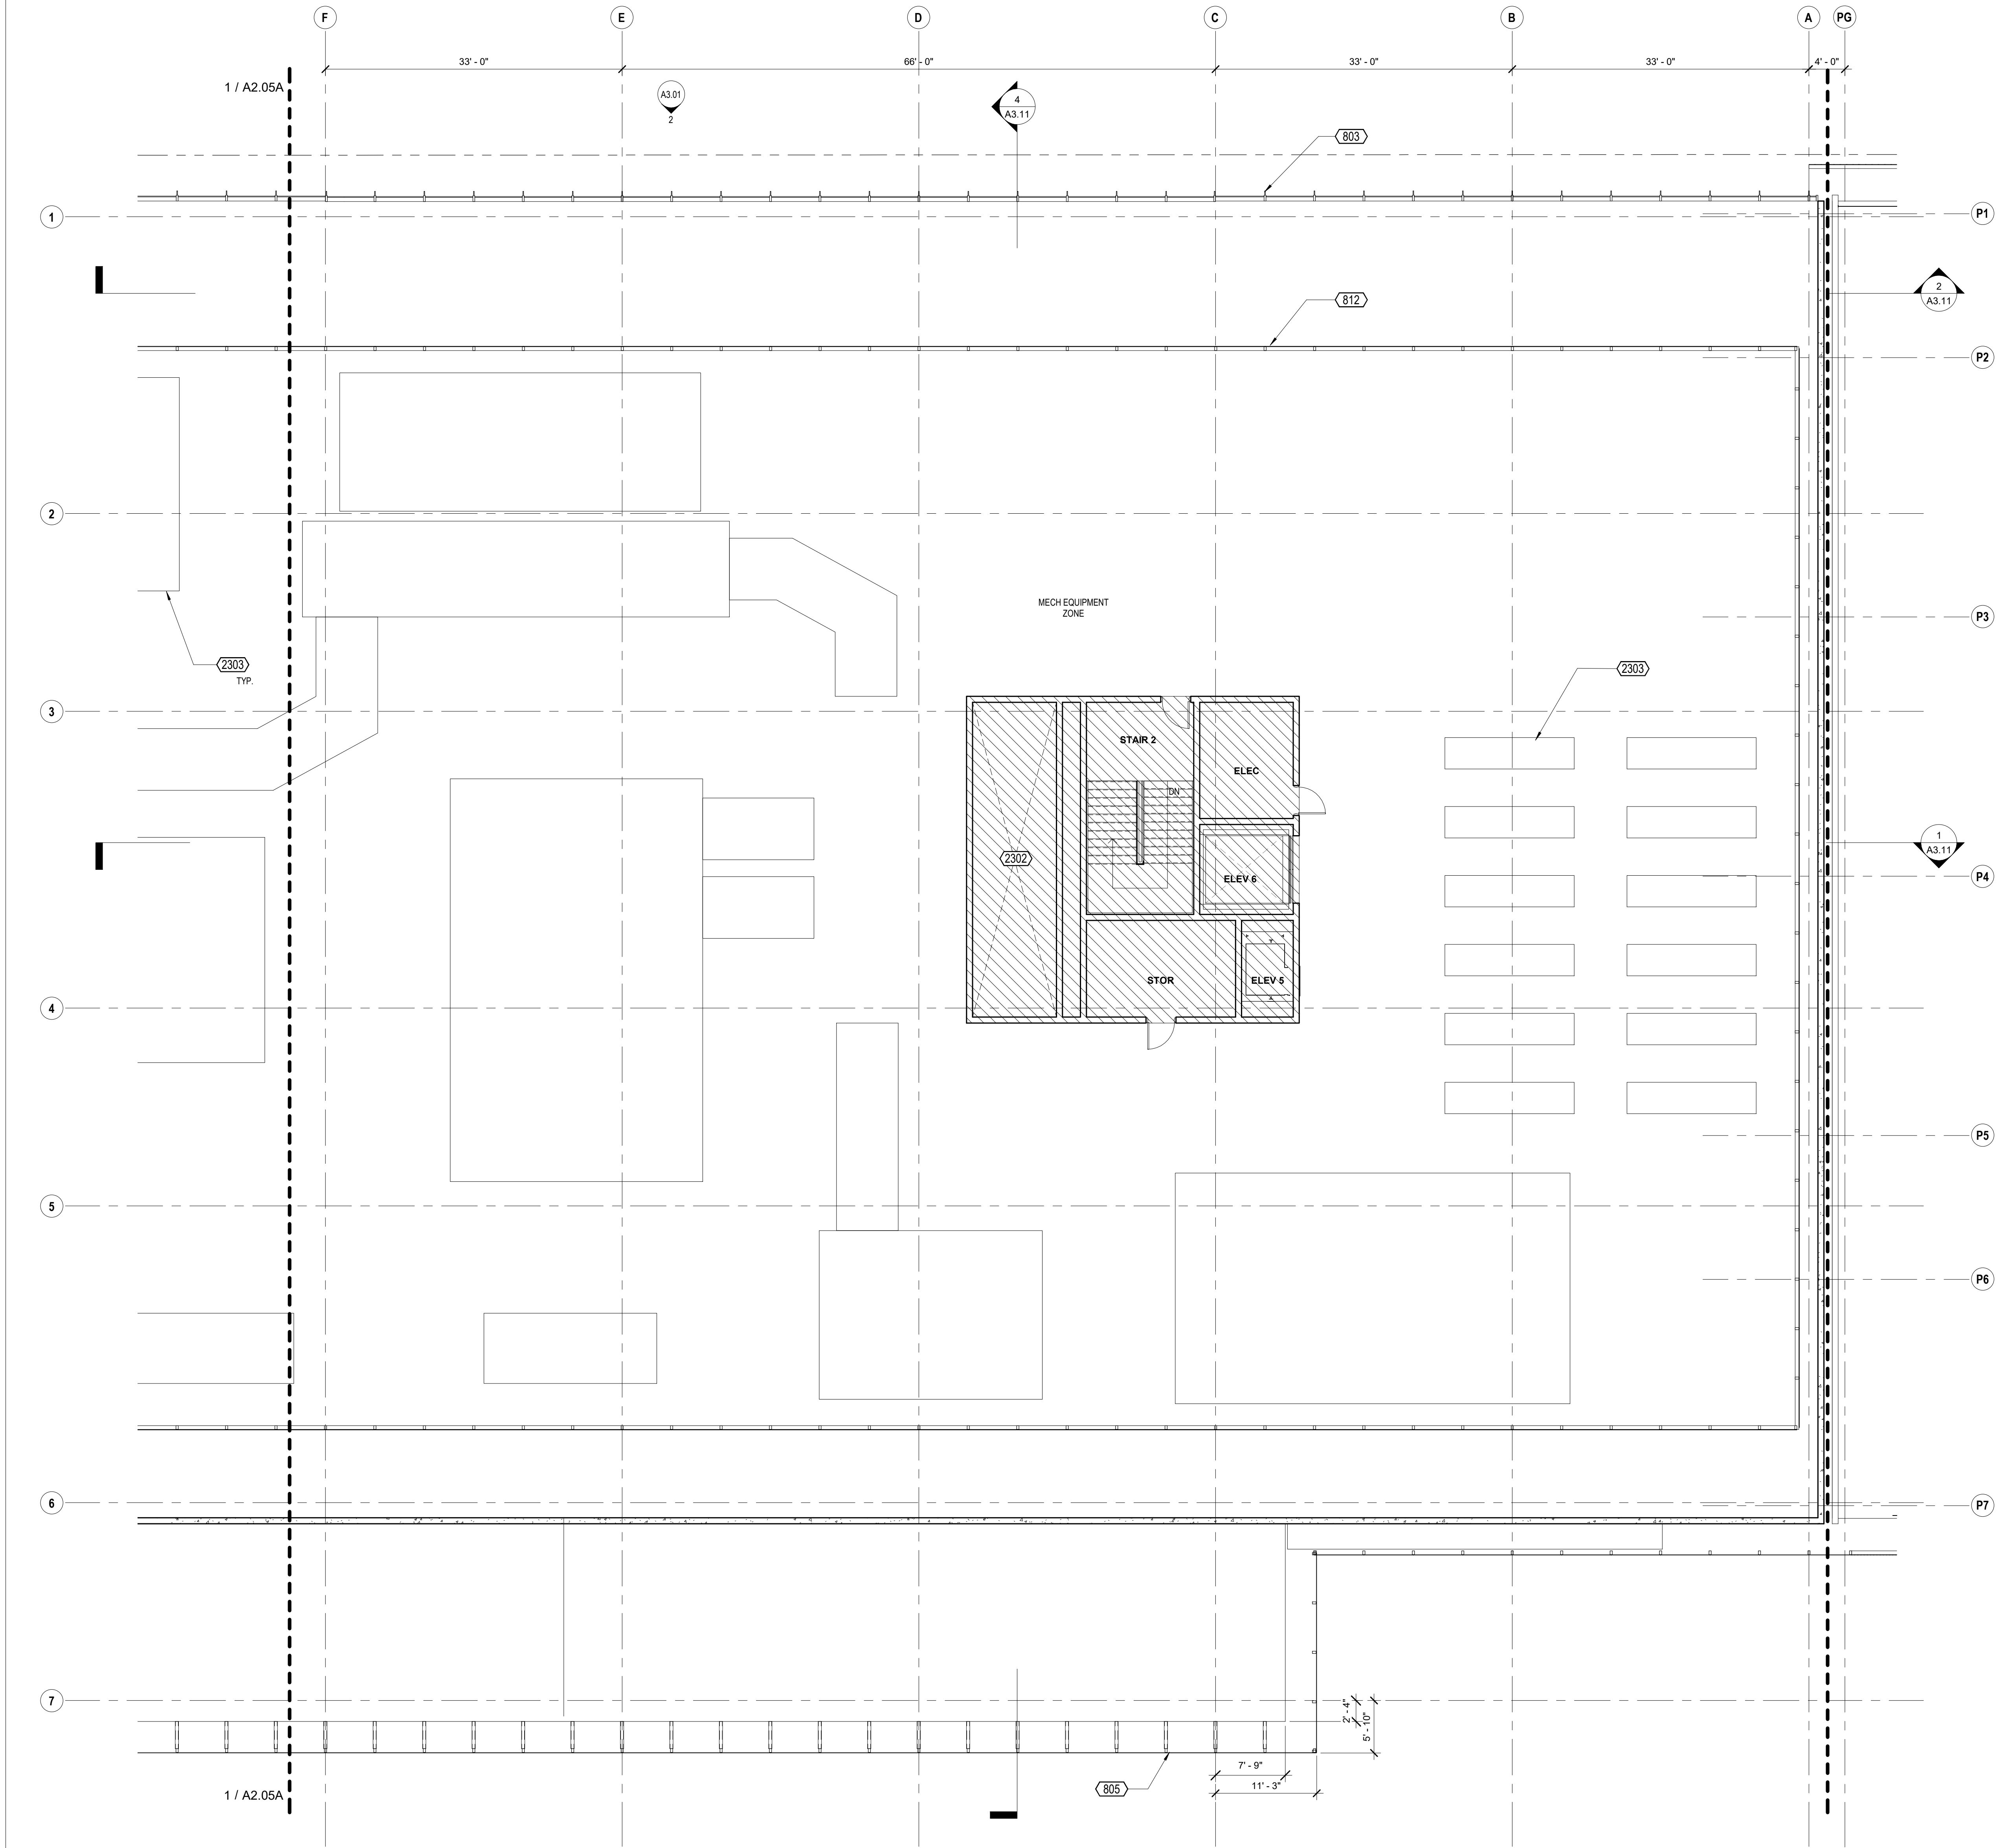 F
E
D
C
B
A
PG
33' - 0"
66' - 0"
33' - 0"
33' - 0"
4' - 0"
1 / A2.05A
A3.01
2
4
A3.11
803
1
P1
812
2
A3.11
P2
2
MECH EQUIPMENT
ZONE
P3
2303
TYP.
2303
3
STAIR 2
ELEC
DN
2302
1
A3.11
ELEV 6
P4
STOR
ELEV 5
4
P5
5
P6
6
P7
7
2' - 4"
5' - 10"
7' - 9"
11' - 3"
805
1 / A2.05A